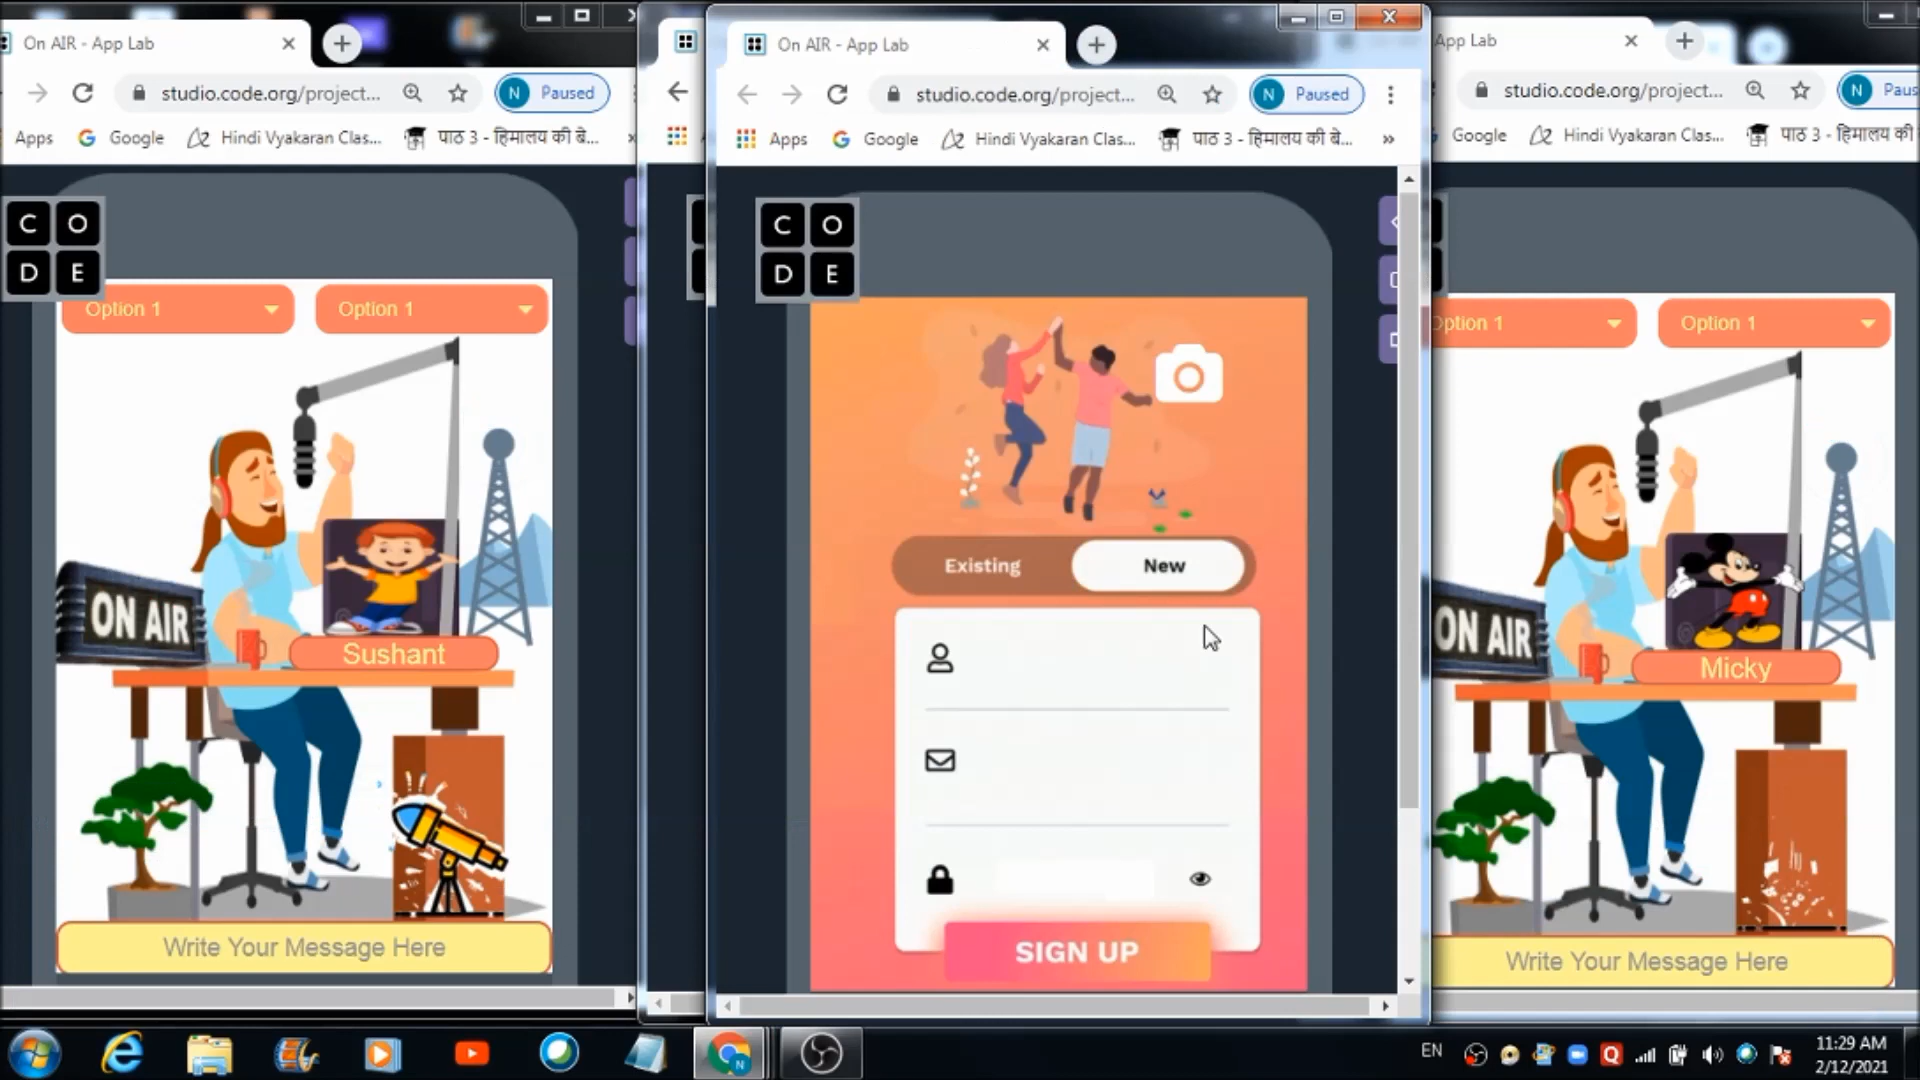 On AIR - App Lab
studio.code.org/project...
N Paused
Apps
Google
Hindi Vyakaran Clas...
पाठ 3 - हिमालय की बे...
»
C O
D E
Option 1
Option 1
ON AIR
Sushant
Write Your Message Here
On AIR - App Lab
studio.code.org/project...
N Paused
Apps
Google
Hindi Vyakaran Clas...
पाठ 3 - हिमालय की बे...
»
C O
D E
Existing
New
SIGN UP
App Lab
studio.code.org/project...
N Paus
Google
Hindi Vyakaran Clas...
पाठ 3 - हिमालय की
Option 1
Option 1
ON AIR
Micky
Write Your Message Here
EN
11:29 AM
2/12/2021